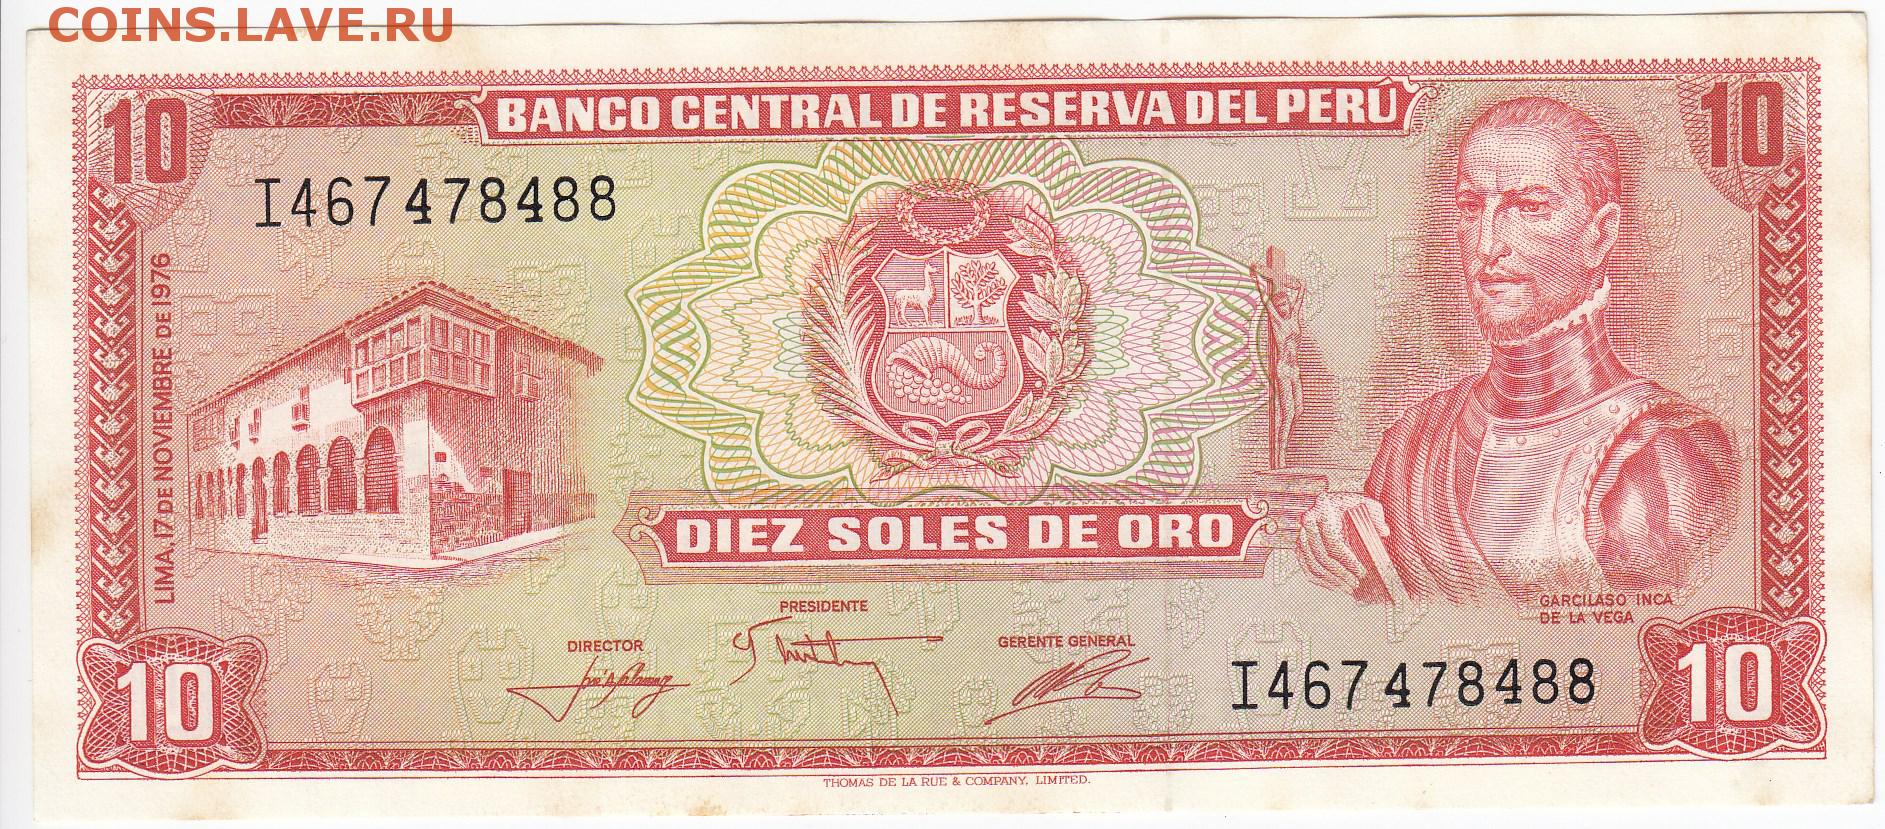 COINS.LAVE.RU
10
BANCO CENTRAL DE RESERVA DEL PERÚ
10
I467478488
LIMA, 17 DE NOVIEMBRE DE 1976
DIEZ SOLES DE ORO
GARCILASO INCA
DE LA VEGA
PRESIDENTE
DIRECTOR
GERENTE GENERAL
I467478488
10
10
THOMAS DE LA RUE & COMPANY, LIMITED.